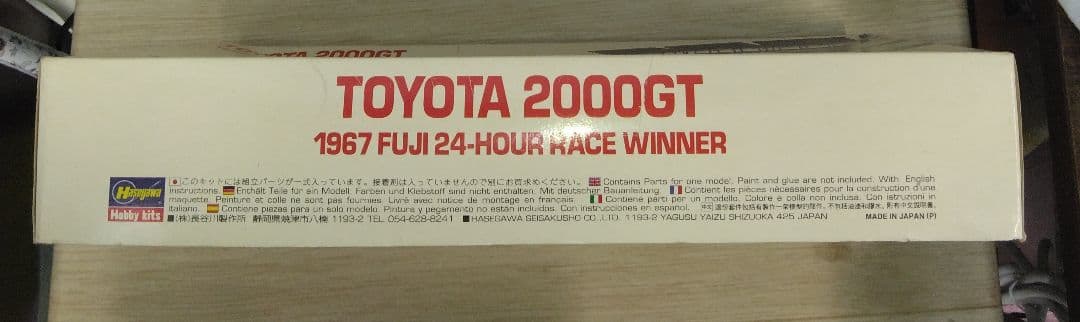 TOYOTA 2000GT
TOYOTA 2000GT
1967 FUJI 24-HOUR RACE WINNER
Hasegawa
Hobby kits
このキットには組立パーツが一式入っています。接着剤は入っていませんので別にお買求めください。 Contains Parts for one model. Paint and glue are not included. With English
instructions. Enthält Teile für ein Modell. Farben und Klebstoff sind nicht enthalten. Mit deutscher Bauanleitung. Contient les pièces nécessaires pour la construction d'une
maquette. Peinture et colle ne sont pas fournies. Livré avec notice de montage en français. Contiene parti per un modello. Colore e colla non inclusi. Con istruzioni in
italiano. Contiene piezas para un solo modelo. Pintura y pegamento no están incluidos. Con instrucciones en español.
■(株)長谷川製作所 静岡県焼津市八楠 1193-2 TEL.054-628-8241 ■HASEGAWA SEISAKUSHO CO.,LTD. 1193-2 YAGUSU YAIZU SHIZUOKA 425 JAPAN MADE IN JAPAN (P)